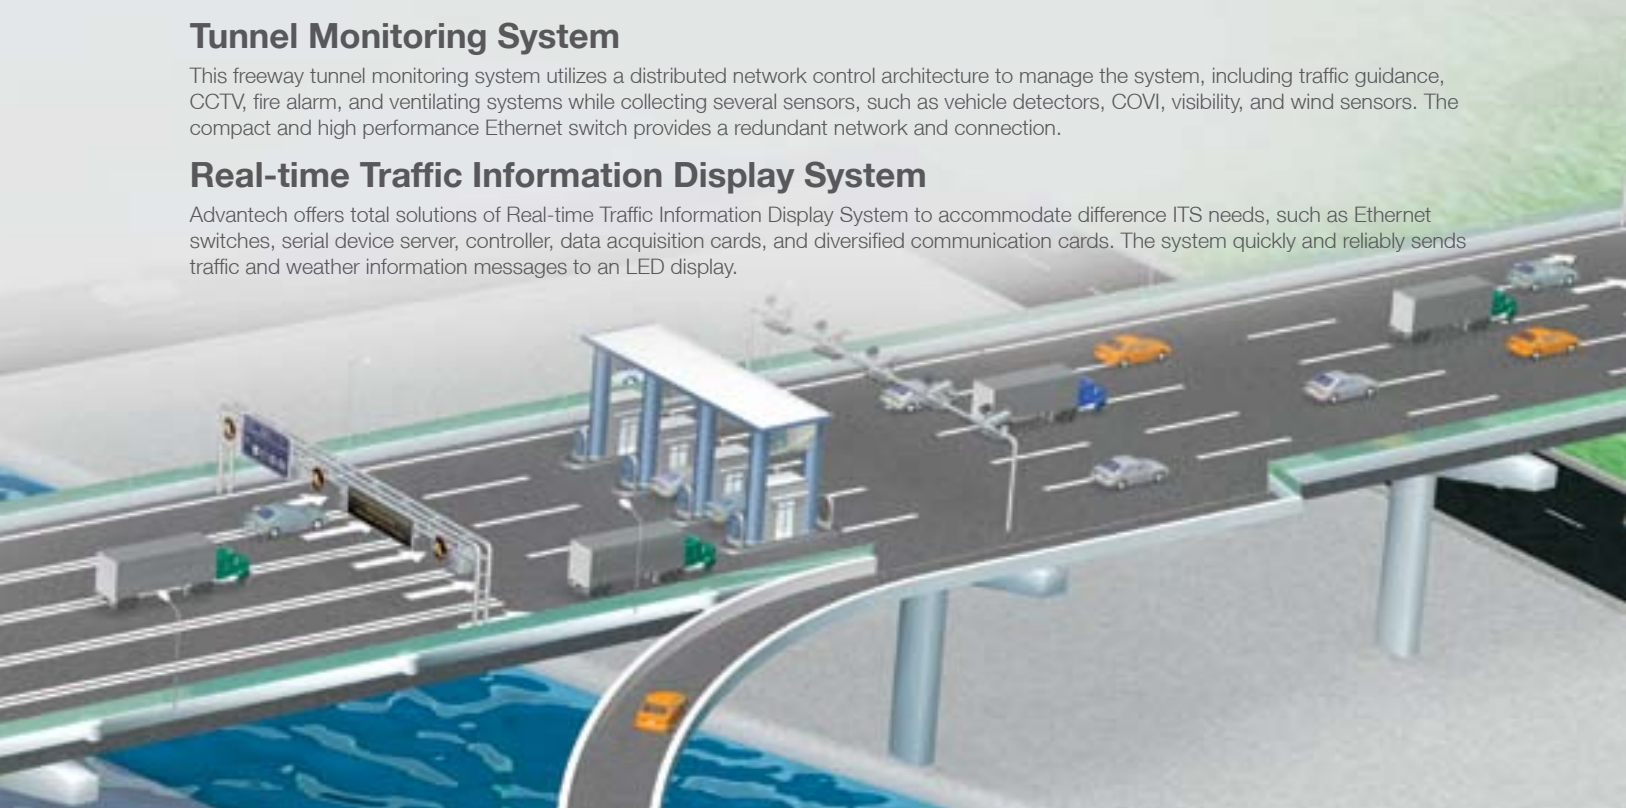 Tunnel Monitoring System
This freeway tunnel monitoring system utilizes a distributed network control architecture to manage the system, including traffic guidance,
CCTV, fire alarm, and ventilating systems while collecting several sensors, such as vehicle detectors, COVI, visibility, and wind sensors. The
compact and high performance Ethernet switch provides a redundant network and connection.
Real-time Traffic Information Display System
Advantech offers total solutions of Real-time Traffic Information Display System to accommodate difference ITS needs, such as Ethernet
switches, serial device server, controller, data acquisition cards, and diversified communication cards. The system quickly and reliably sends
traffic and weather information messages to an LED display.